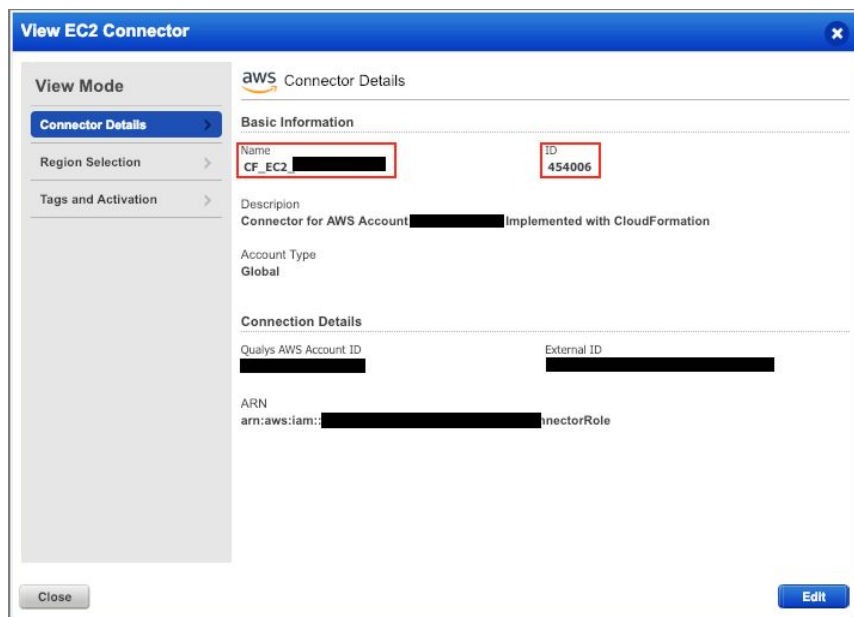 View EC2 Connector
View Mode
Connector Details
Region Selection
Tags and Activation
aws Connector Details
Basic Information
Name
CF_EC2_
ID
454006
Descripion
Connector for AWS Account Implemented with CloudFormation
Account Type
Global
Connection Details
Qualys AWS Account ID
External ID
ARN
arn:aws:iam:: nnectorRole
Close
Edit